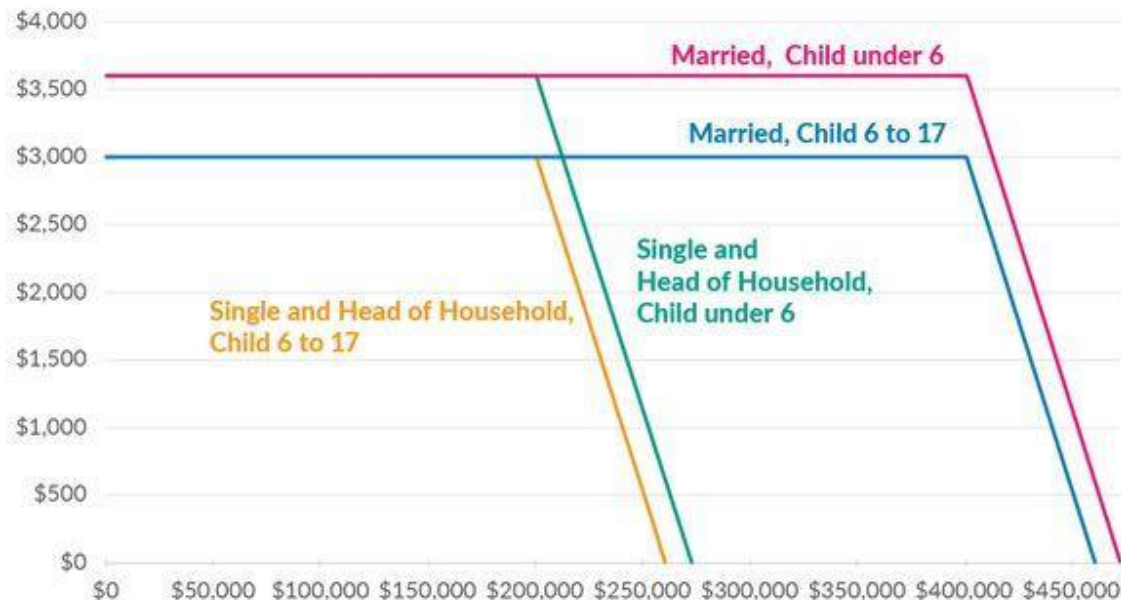 $4,000
Married, Child under 6
$3,500
Married, Child 6 to 17
$3,000
$2,500
Single and
Head of Household,
Child under 6
$2,000
Single and Head of Household,
Child 6 to 17
$1,500
$1,000
$500
$0
$0 $50,000 $100,000 $150,000 $200,000 $250,000 $300,000 $350,000 $400,000 $450,000